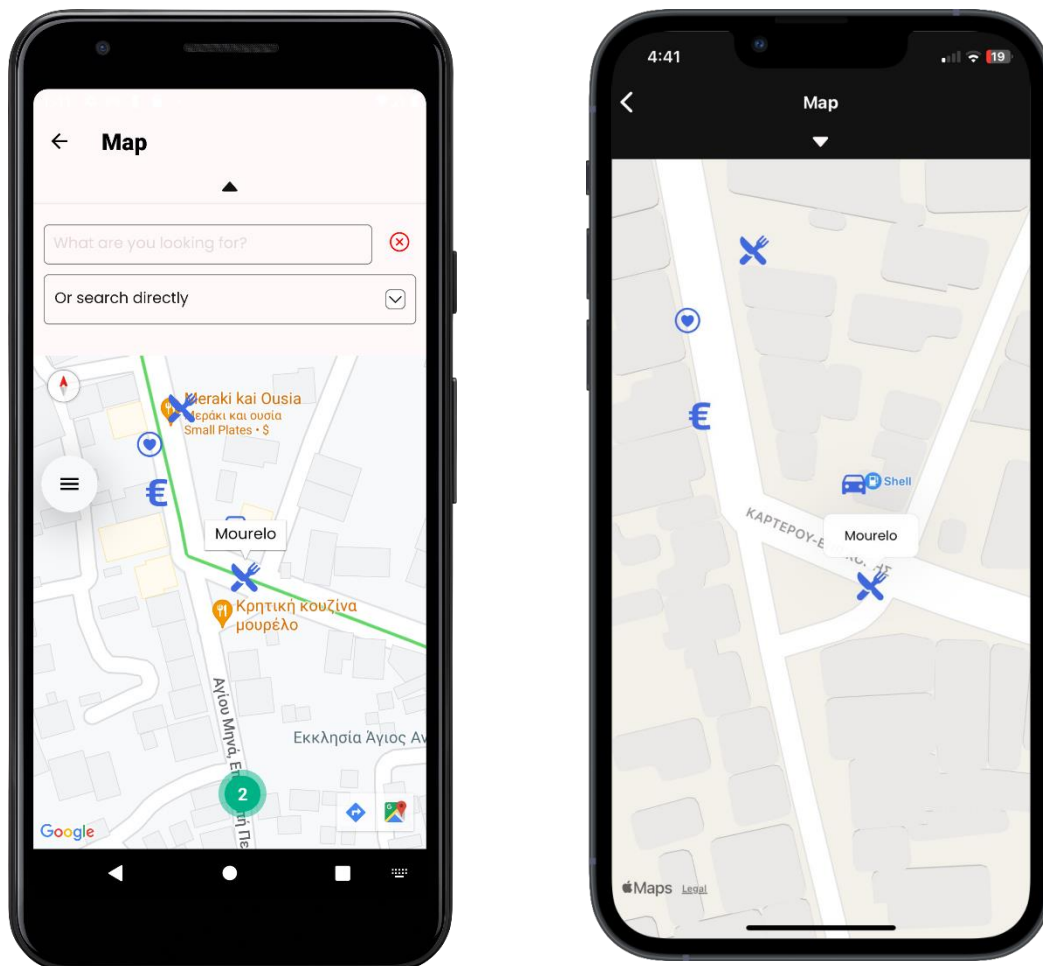 Map
What are you looking for?
Or search directly
Meraki kai Ousia
Μεράκι και ουσία
Small Plates • $
€
Mourelo
Κρητική κουζίνα
μουρέλο
Αγίου Μηνά,
Εκκλησία Άγιος
2
Google
4:41
19
Map
€
Shell
Mourelo
Maps Legal